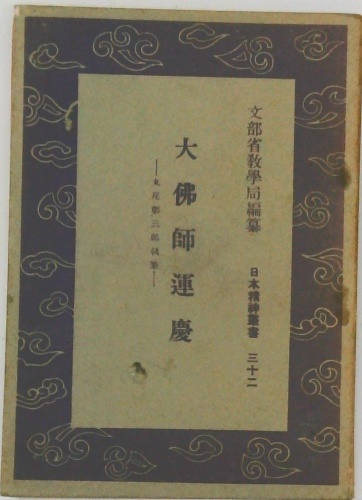 文部省敎學局編纂
日本精神叢書 三十二
大佛師運慶
―丸尾彰三郎執筆―